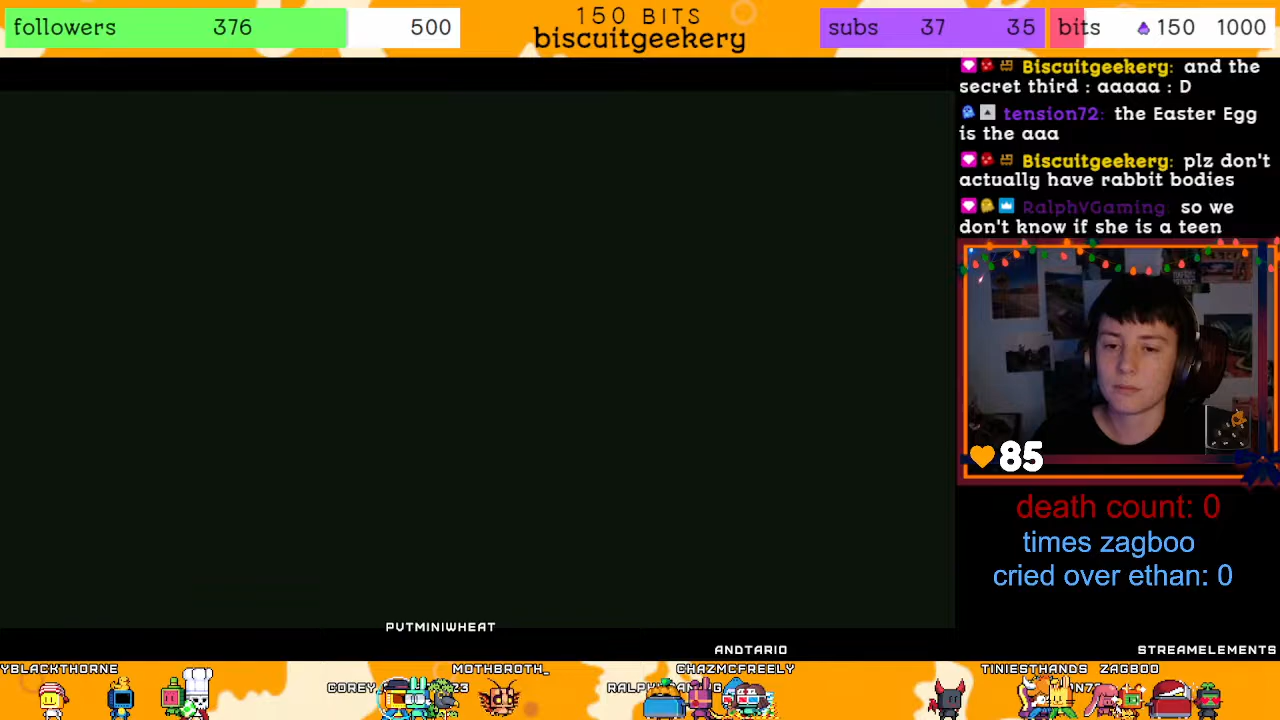 followers 376 500
150 BITS
biscuitgeekery
subs 37 35
bits 150 1000
Biscuitgeekerg: and the
secret third : aaaaa : D
tension72: the Easter Egg
is the aaa
Biscuitgeekerg: plz don't
actually have rabbit bodies
RalphVGaming: so we
don't know if she is a teen
85
death count: 0
times zagboo
cried over ethan: 0
PUTMINIWHEAT
ANDTARIO
STREAMELEMENTS
YBLACKTHORNE
MOTHBROTH_
CHAZMCFREELY
TINIESTHANDS ZAGBOO
COREY